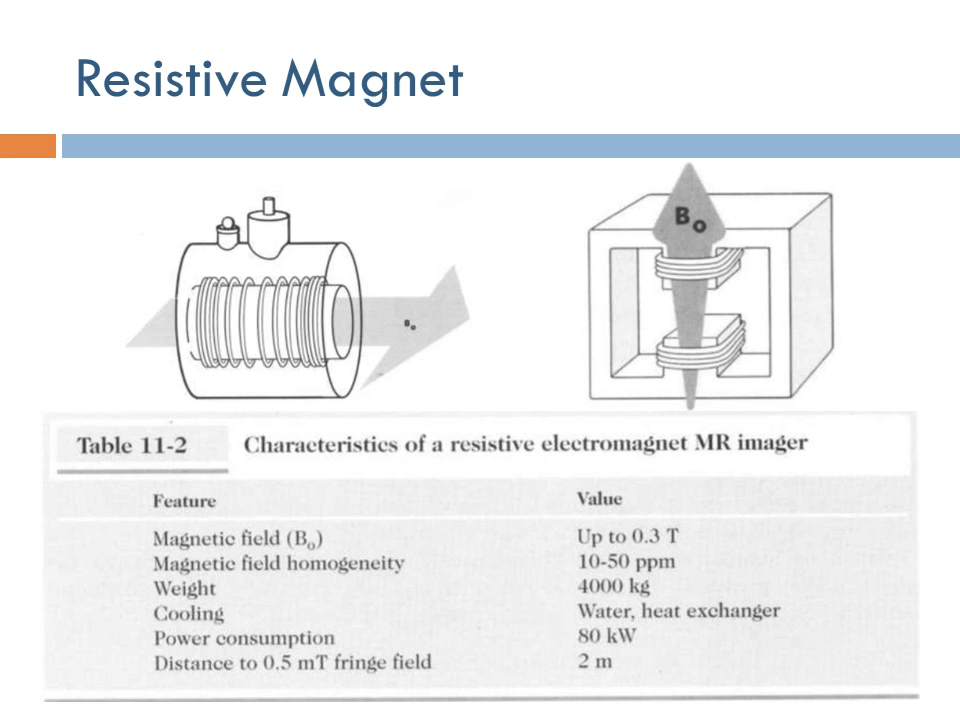 Resistive Magnet
B₀
B₀
Table 11-2 Characteristics of a resistive electromagnet MR imager
Feature Value
Magnetic field (B₀) Up to 0.3 T
Magnetic field homogeneity 10-50 ppm
Weight 4000 kg
Cooling Water, heat exchanger
Power consumption 80 kW
Distance to 0.5 mT fringe field 2 m